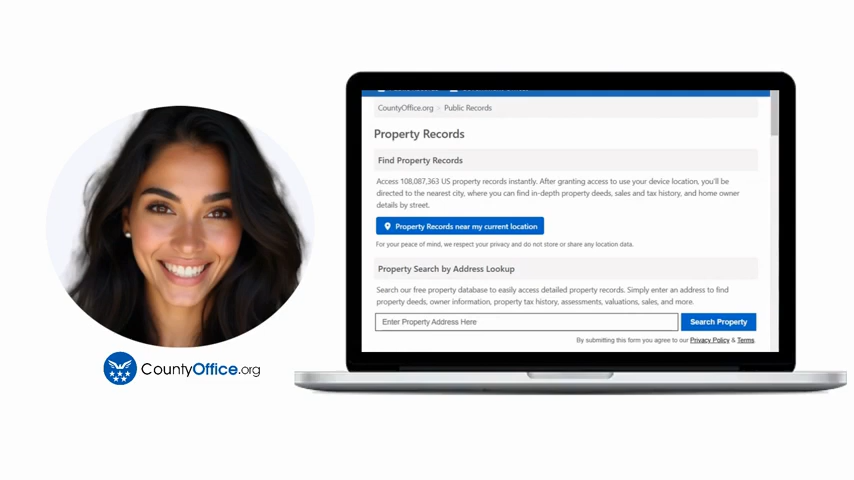 CountyOffice.org > Public Records
Property Records
Find Property Records
Access 108,087,363 US property records instantly. After granting access to use your device location, you'll be
directed to the nearest city, where you can find in-depth property deeds, sales and tax history, and home owner
details by street.
Property Records near my current location
For your peace of mind, we respect your privacy and do not store or share any location data.
Property Search by Address Lookup
Search our free property database to easily access detailed property records. Simply enter an address to find
property deeds, owner information, property tax history, assessments, valuations, sales, and more.
Enter Property Address Here
Search Property
By submitting this form you agree to our Privacy Policy & Terms.
CountyOffice.org